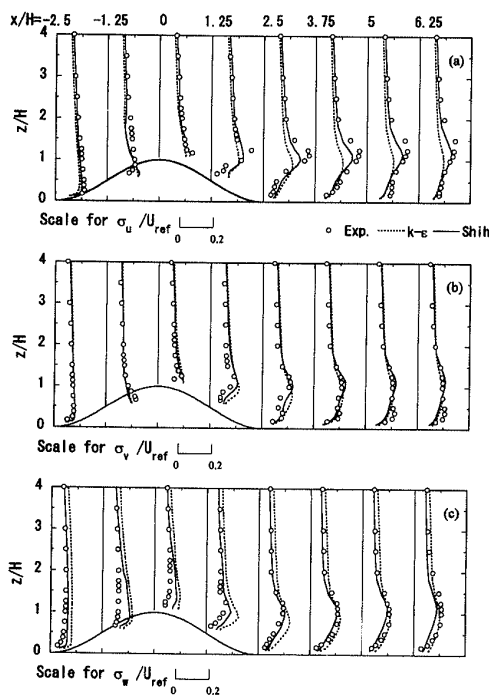 x/H=-2.5 -1.25 0 1.25 2.5 3.75 5 6.25
4
(a)
3
z/H
2
1
0
Scale for σu /Uref
0 0.2
Exp. k-ε Shih
4
(b)
3
z/H
2
1
0
Scale for σv /Uref
0 0.2
4
(c)
3
z/H
2
1
0
Scale for σw /Uref
0 0.2